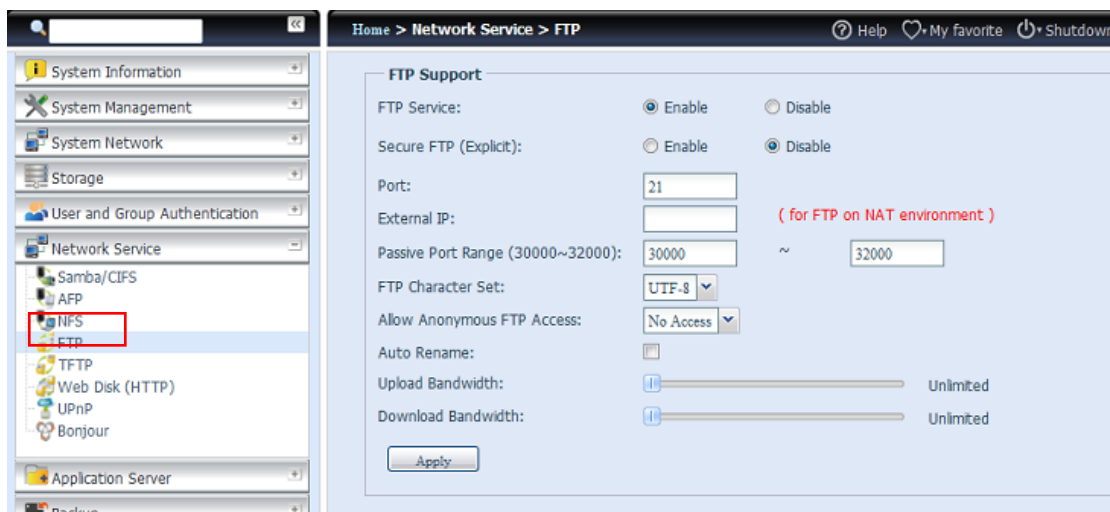 Home > Network Service > FTP
Help My favorite Shutdown
System Information
System Management
System Network
Storage
User and Group Authentication
Network Service
Samba/CIFS
AFP
NFS
FTP
TFTP
Web Disk (HTTP)
UPnP
Bonjour
Application Server
Backup
FTP Support
FTP Service: Enable Disable
Secure FTP (Explicit): Enable Disable
Port: 21
External IP: ( for FTP on NAT environment )
Passive Port Range (30000~32000): 30000 ~ 32000
FTP Character Set: UTF-8
Allow Anonymous FTP Access: No Access
Auto Rename:
Upload Bandwidth: Unlimited
Download Bandwidth: Unlimited
Apply